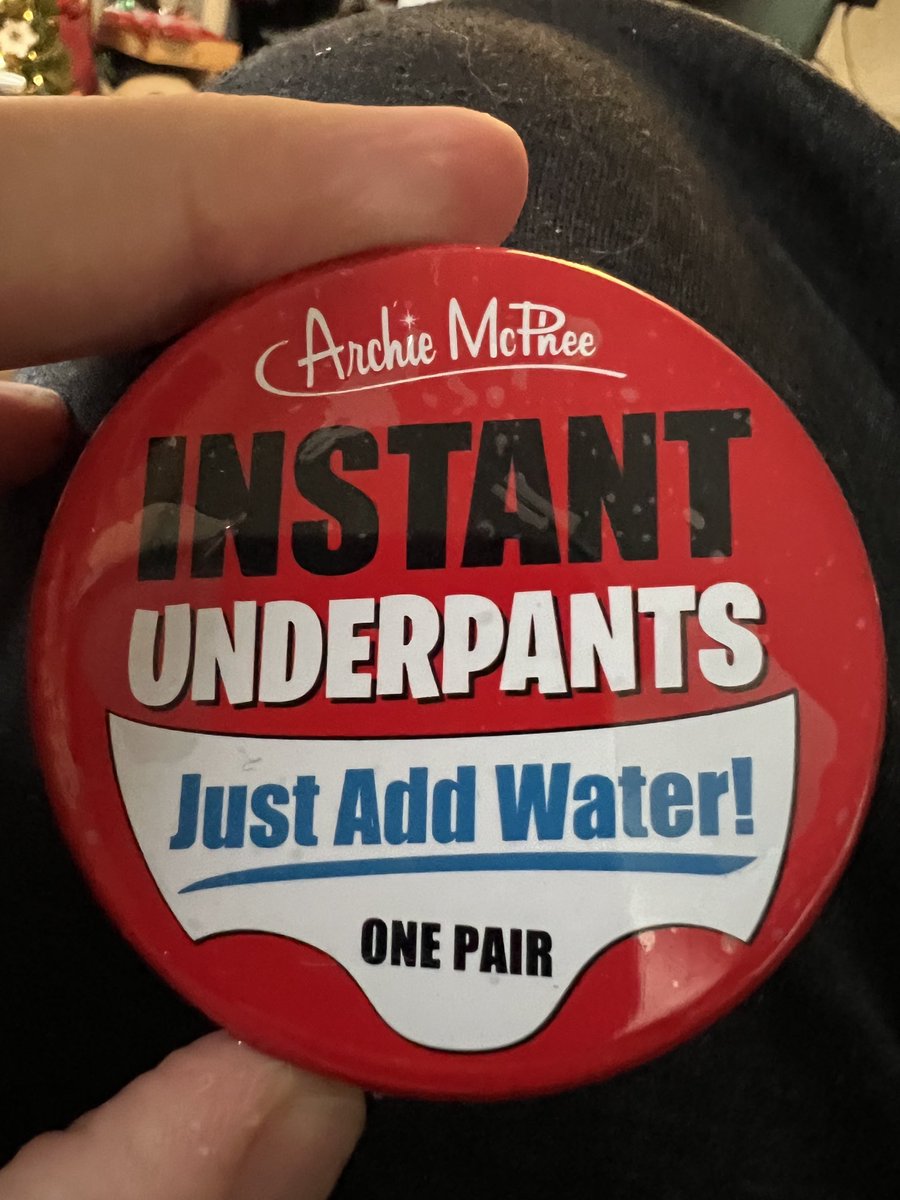 Archie McPhee
INSTANT
UNDERPANTS
Just Add Water!
ONE PAIR